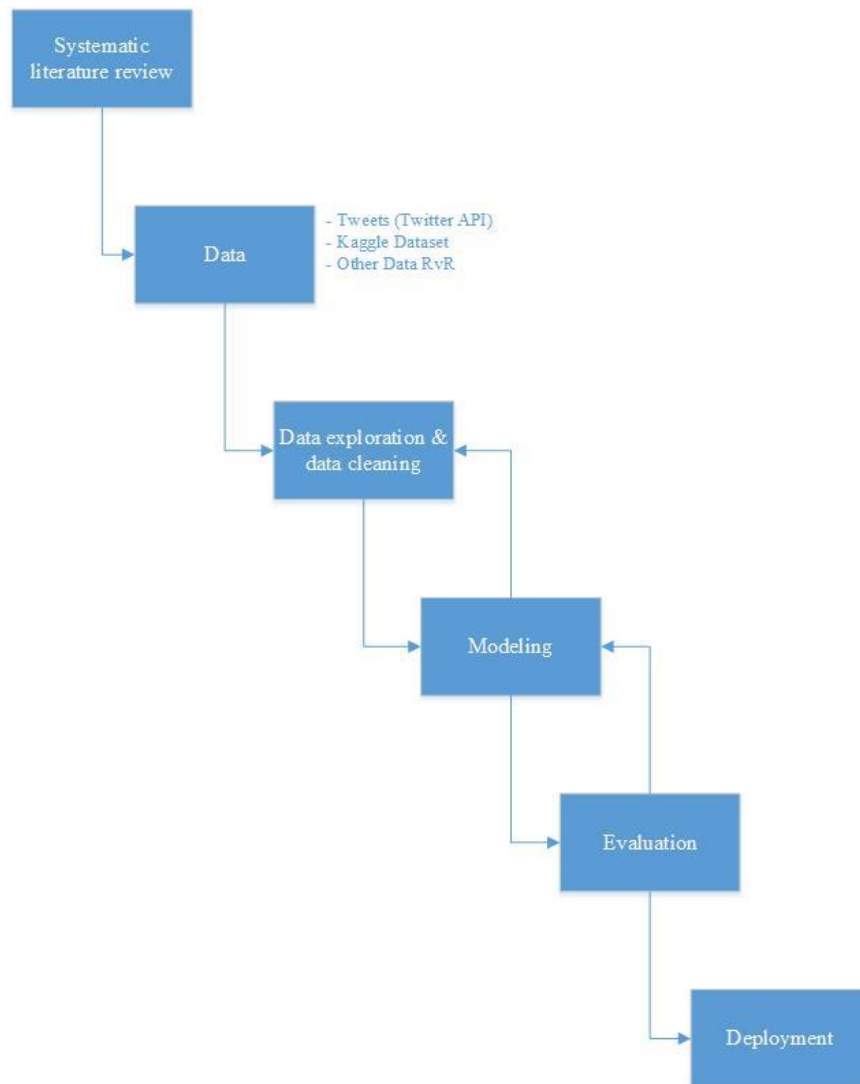 Systematic
literature review
Data
- Tweets (Twitter API)
- Kaggle Dataset
- Other Data RvR
Data exploration &
data cleaning
Modeling
Evaluation
Deployment